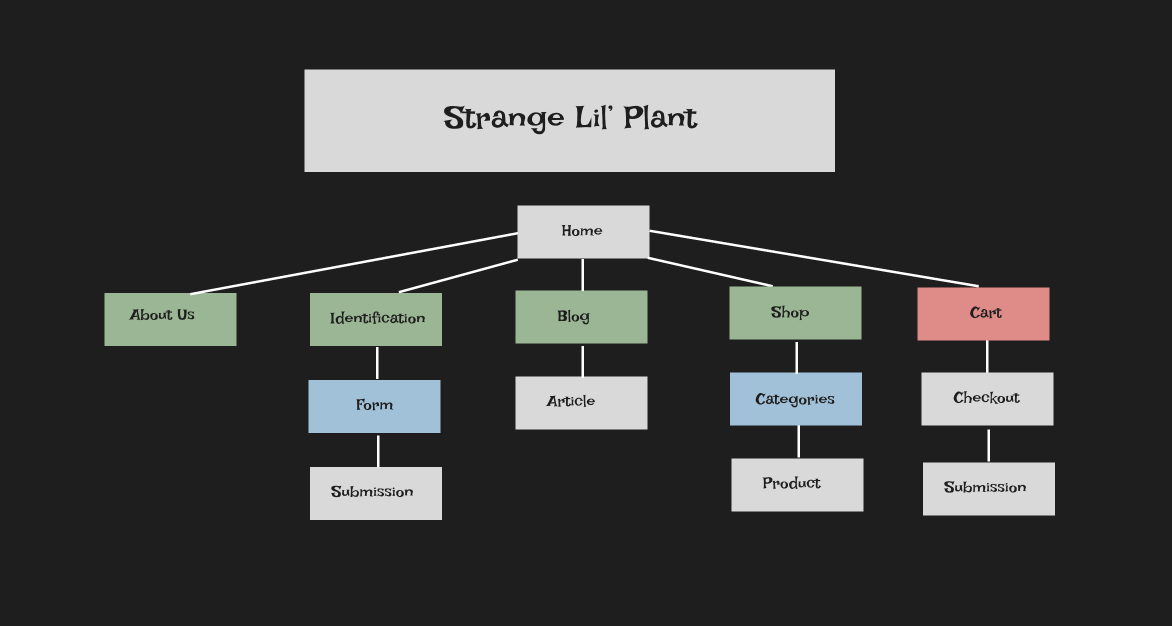 Strange Lil' Plant
Home
About Us
Identification
Blog
Shop
Cart
Form
Article
Categories
Checkout
Submission
Product
Submission